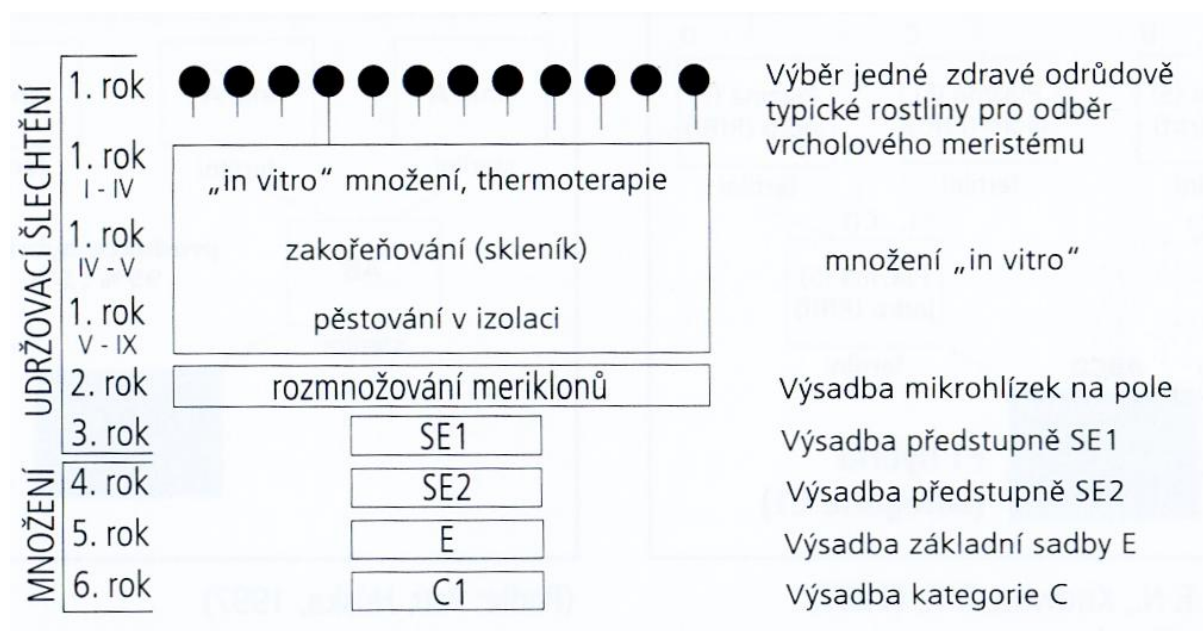 UDRŽOVACÍ ŠLECHTĚNÍ
1. rok
Výběr jedné zdravé odrůdově
typické rostliny pro odběr
vrcholového meristému
1. rok
I - IV
„in vitro“ množení, thermoterapie
1. rok
IV - V
zakořeňování (skleník)
množení „in vitro“
1. rok
V - IX
pěstování v izolaci
2. rok
rozmnožování meriklonů
Výsadba mikrohlízek na pole
3. rok
SE1
Výsadba předstupně SE1
MNOŽENÍ
4. rok
SE2
Výsadba předstupně SE2
5. rok
E
Výsadba základní sadby E
6. rok
C1
Výsadba kategorie C